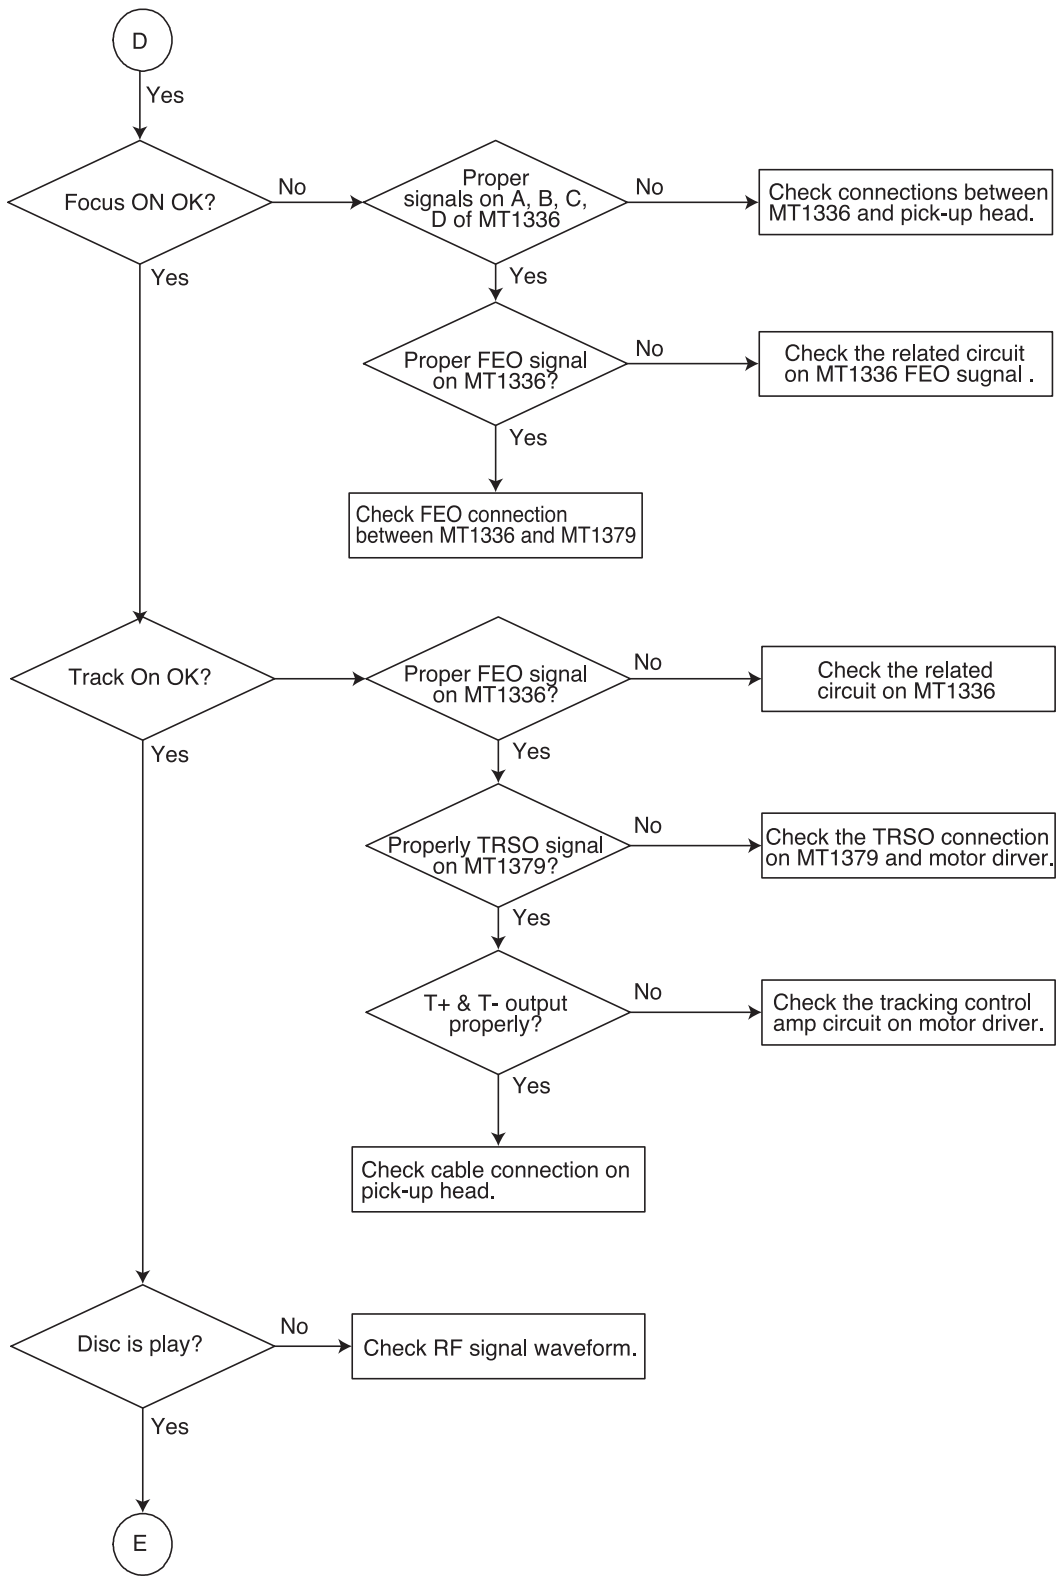 D
Yes
Focus ON OK?
No
Proper
signals on A, B, C,
D of MT1336
No
Check connections between
MT1336 and pick-up head.
Yes
Yes
Proper FEO signal
on MT1336?
No
Check the related circuit
on MT1336 FEO sugnal .
Yes
Check FEO connection
between MT1336 and MT1379
Track On OK?
Proper FEO signal
on MT1336?
No
Check the related
circuit on MT1336
Yes
Yes
Properly TRSO signal
on MT1379?
No
Check the TRSO connection
on MT1379 and motor dirver.
Yes
T+ & T- output
properly?
No
Check the tracking control
amp circuit on motor driver.
Yes
Check cable connection on
pick-up head.
Disc is play?
No
Check RF signal waveform.
Yes
E